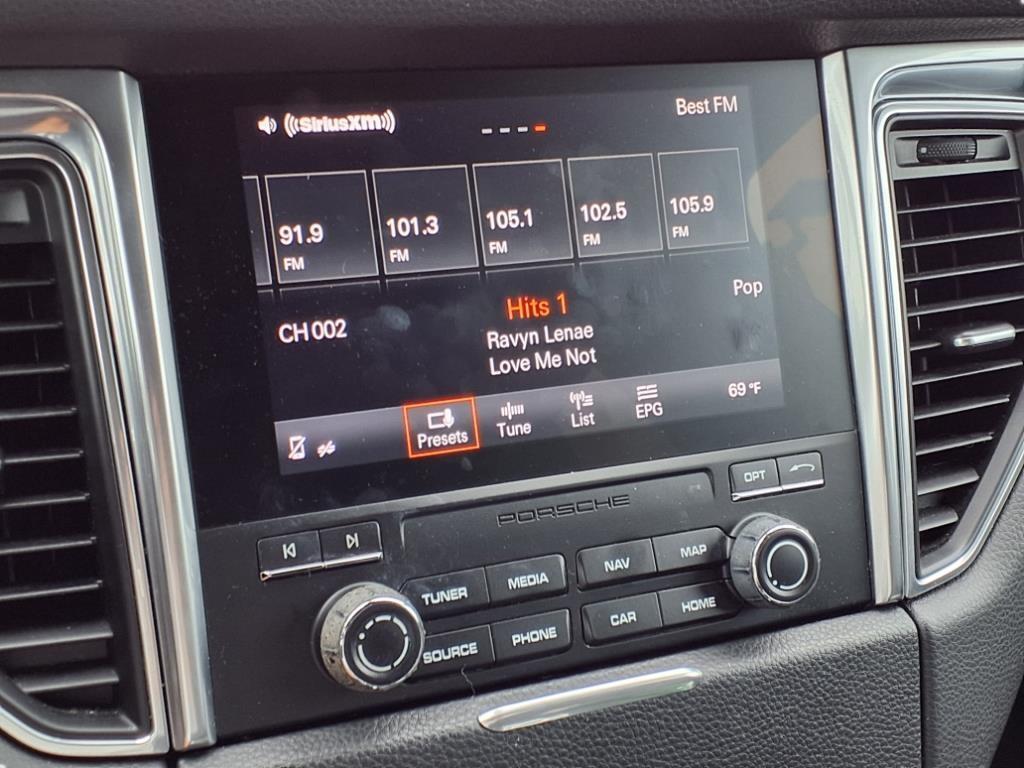 ((SiriusXM))
Best FM
91.9
FM
101.3
FM
105.1
FM
102.5
FM
105.9
FM
CH 002
Hits 1
Pop
Ravyn Lenae
Love Me Not
Presets
Tune
List
EPG
69 °F
PORSCHE
OPT
TUNER
MEDIA
NAV
MAP
SOURCE
PHONE
CAR
HOME